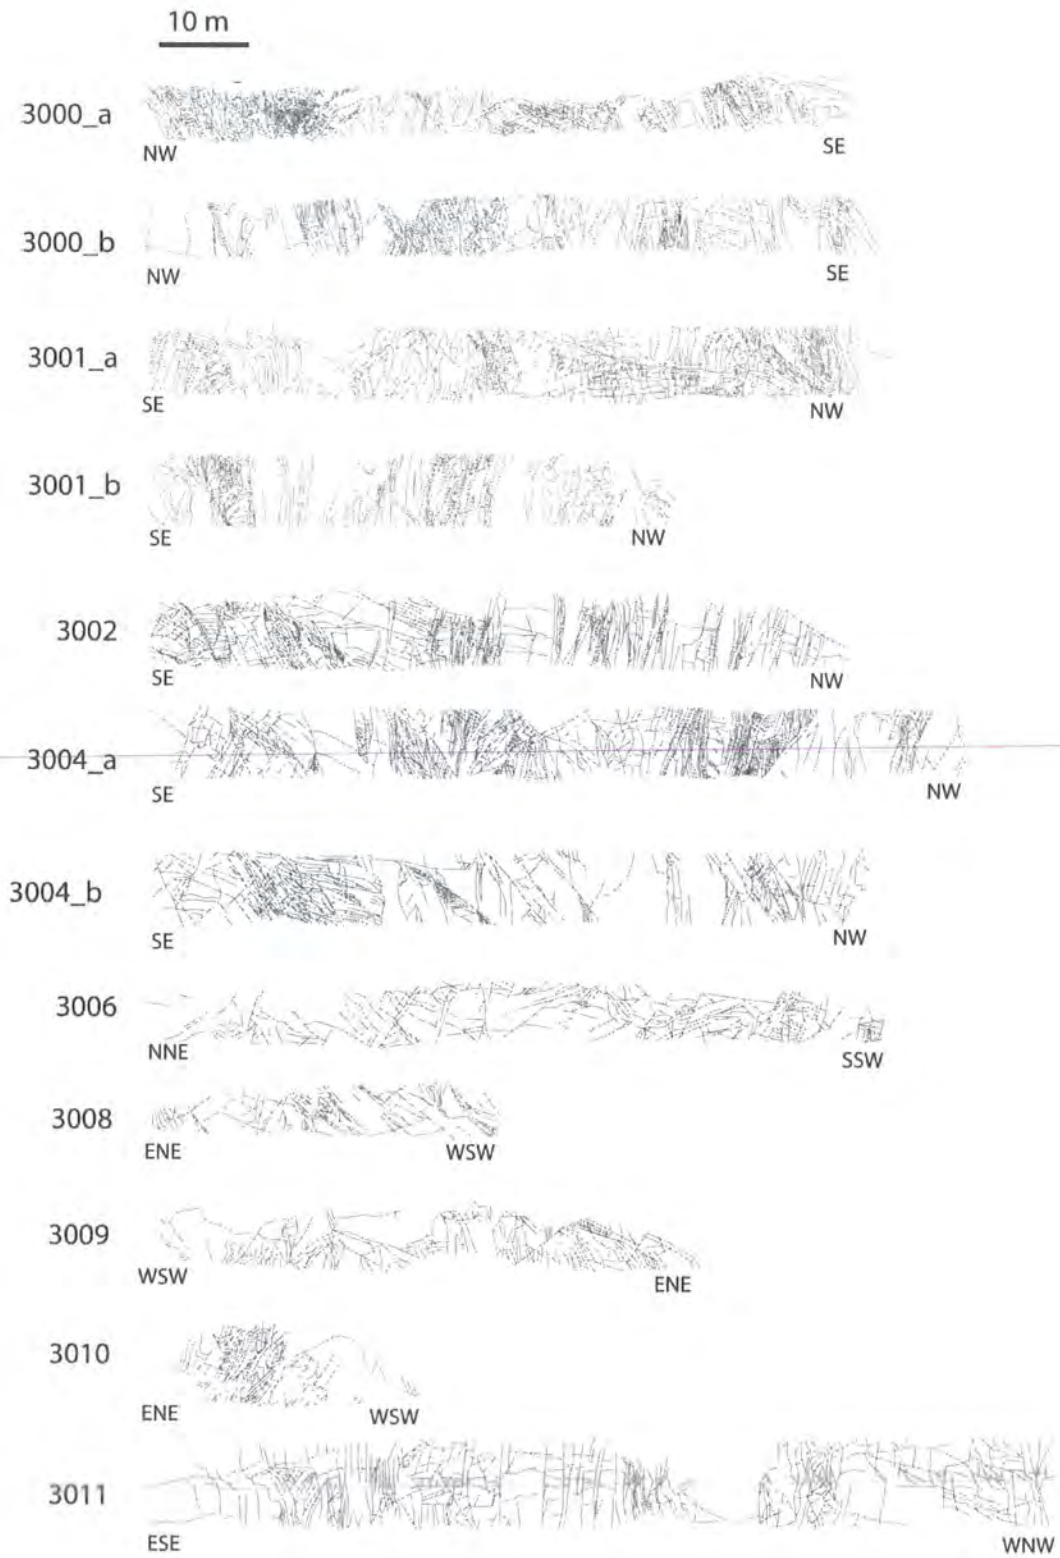 10 m
3000_a
NW SE
3000_b
NW SE
3001_a
SE NW
3001_b
SE NW
3002
SE NW
3004_a
SE NW
3004_b
SE NW
3006
NNE SSW
3008
ENE WSW
3009
WSW ENE
3010
ENE WSW
3011
ESE WNW